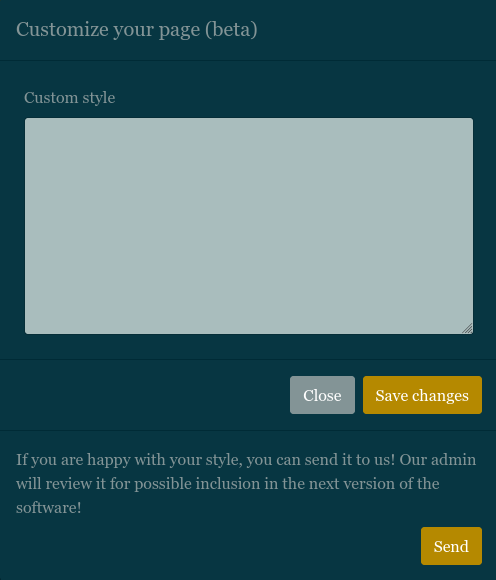 Customize your page (beta)
Custom style
Close
Save changes
If you are happy with your style, you can send it to us! Our admin
will review it for possible inclusion in the next version of the
software!
Send